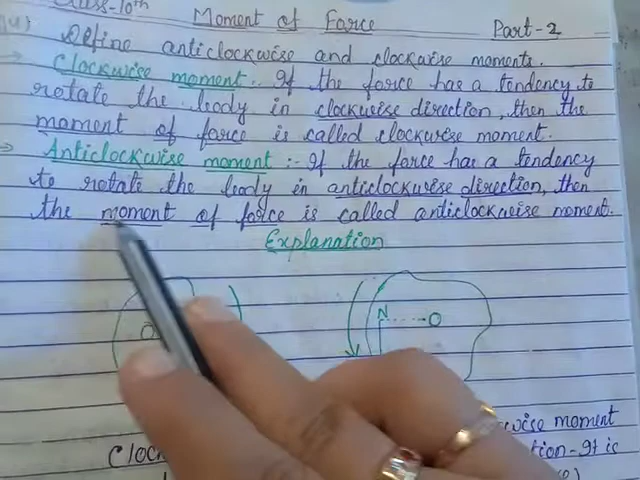 Class-10th
Moment of Force
Part-2
Define anticlockwise and clockwise moments.
→ Clockwise moment :- If the force has a tendency to
rotate the body in clockwise direction, then the
moment of force is called clockwise moment.
→ Anticlockwise moment :- If the force has a tendency
to rotate the body in anticlockwise direction, then
the moment of force is called anticlockwise moment.
Explanation
O
N O
wise moment
tion- It is